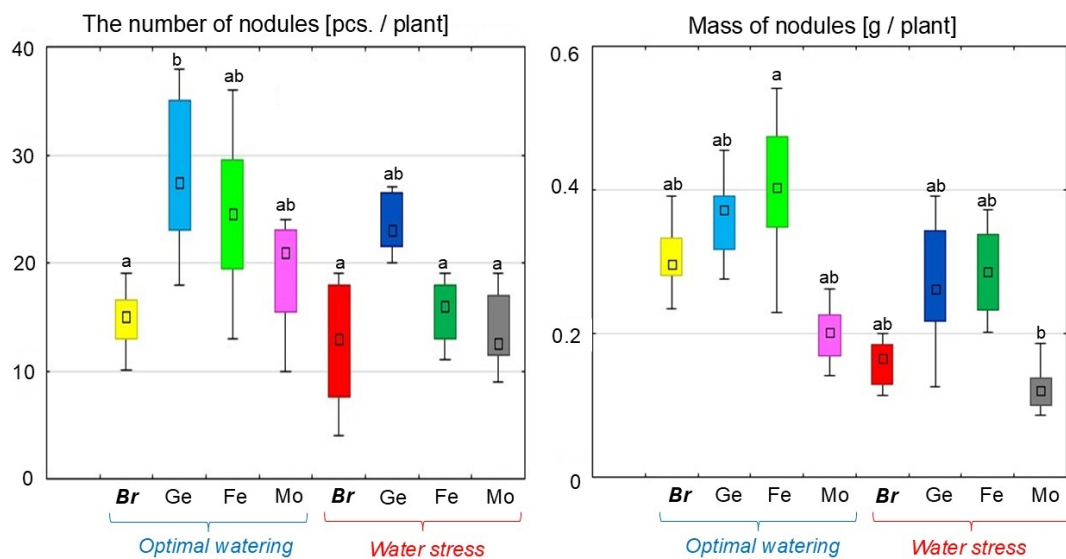 The number of nodules [pcs. / plant]
40
30
20
10
0
b
ab
ab
a
ab
a
a
a
Br Ge Fe Mo Br Ge Fe Mo
Optimal watering Water stress
Mass of nodules [g / plant]
0.6
0.4
0.2
0
a
ab
ab
ab
ab
ab
ab
b
Br Ge Fe Mo Br Ge Fe Mo
Optimal watering Water stress